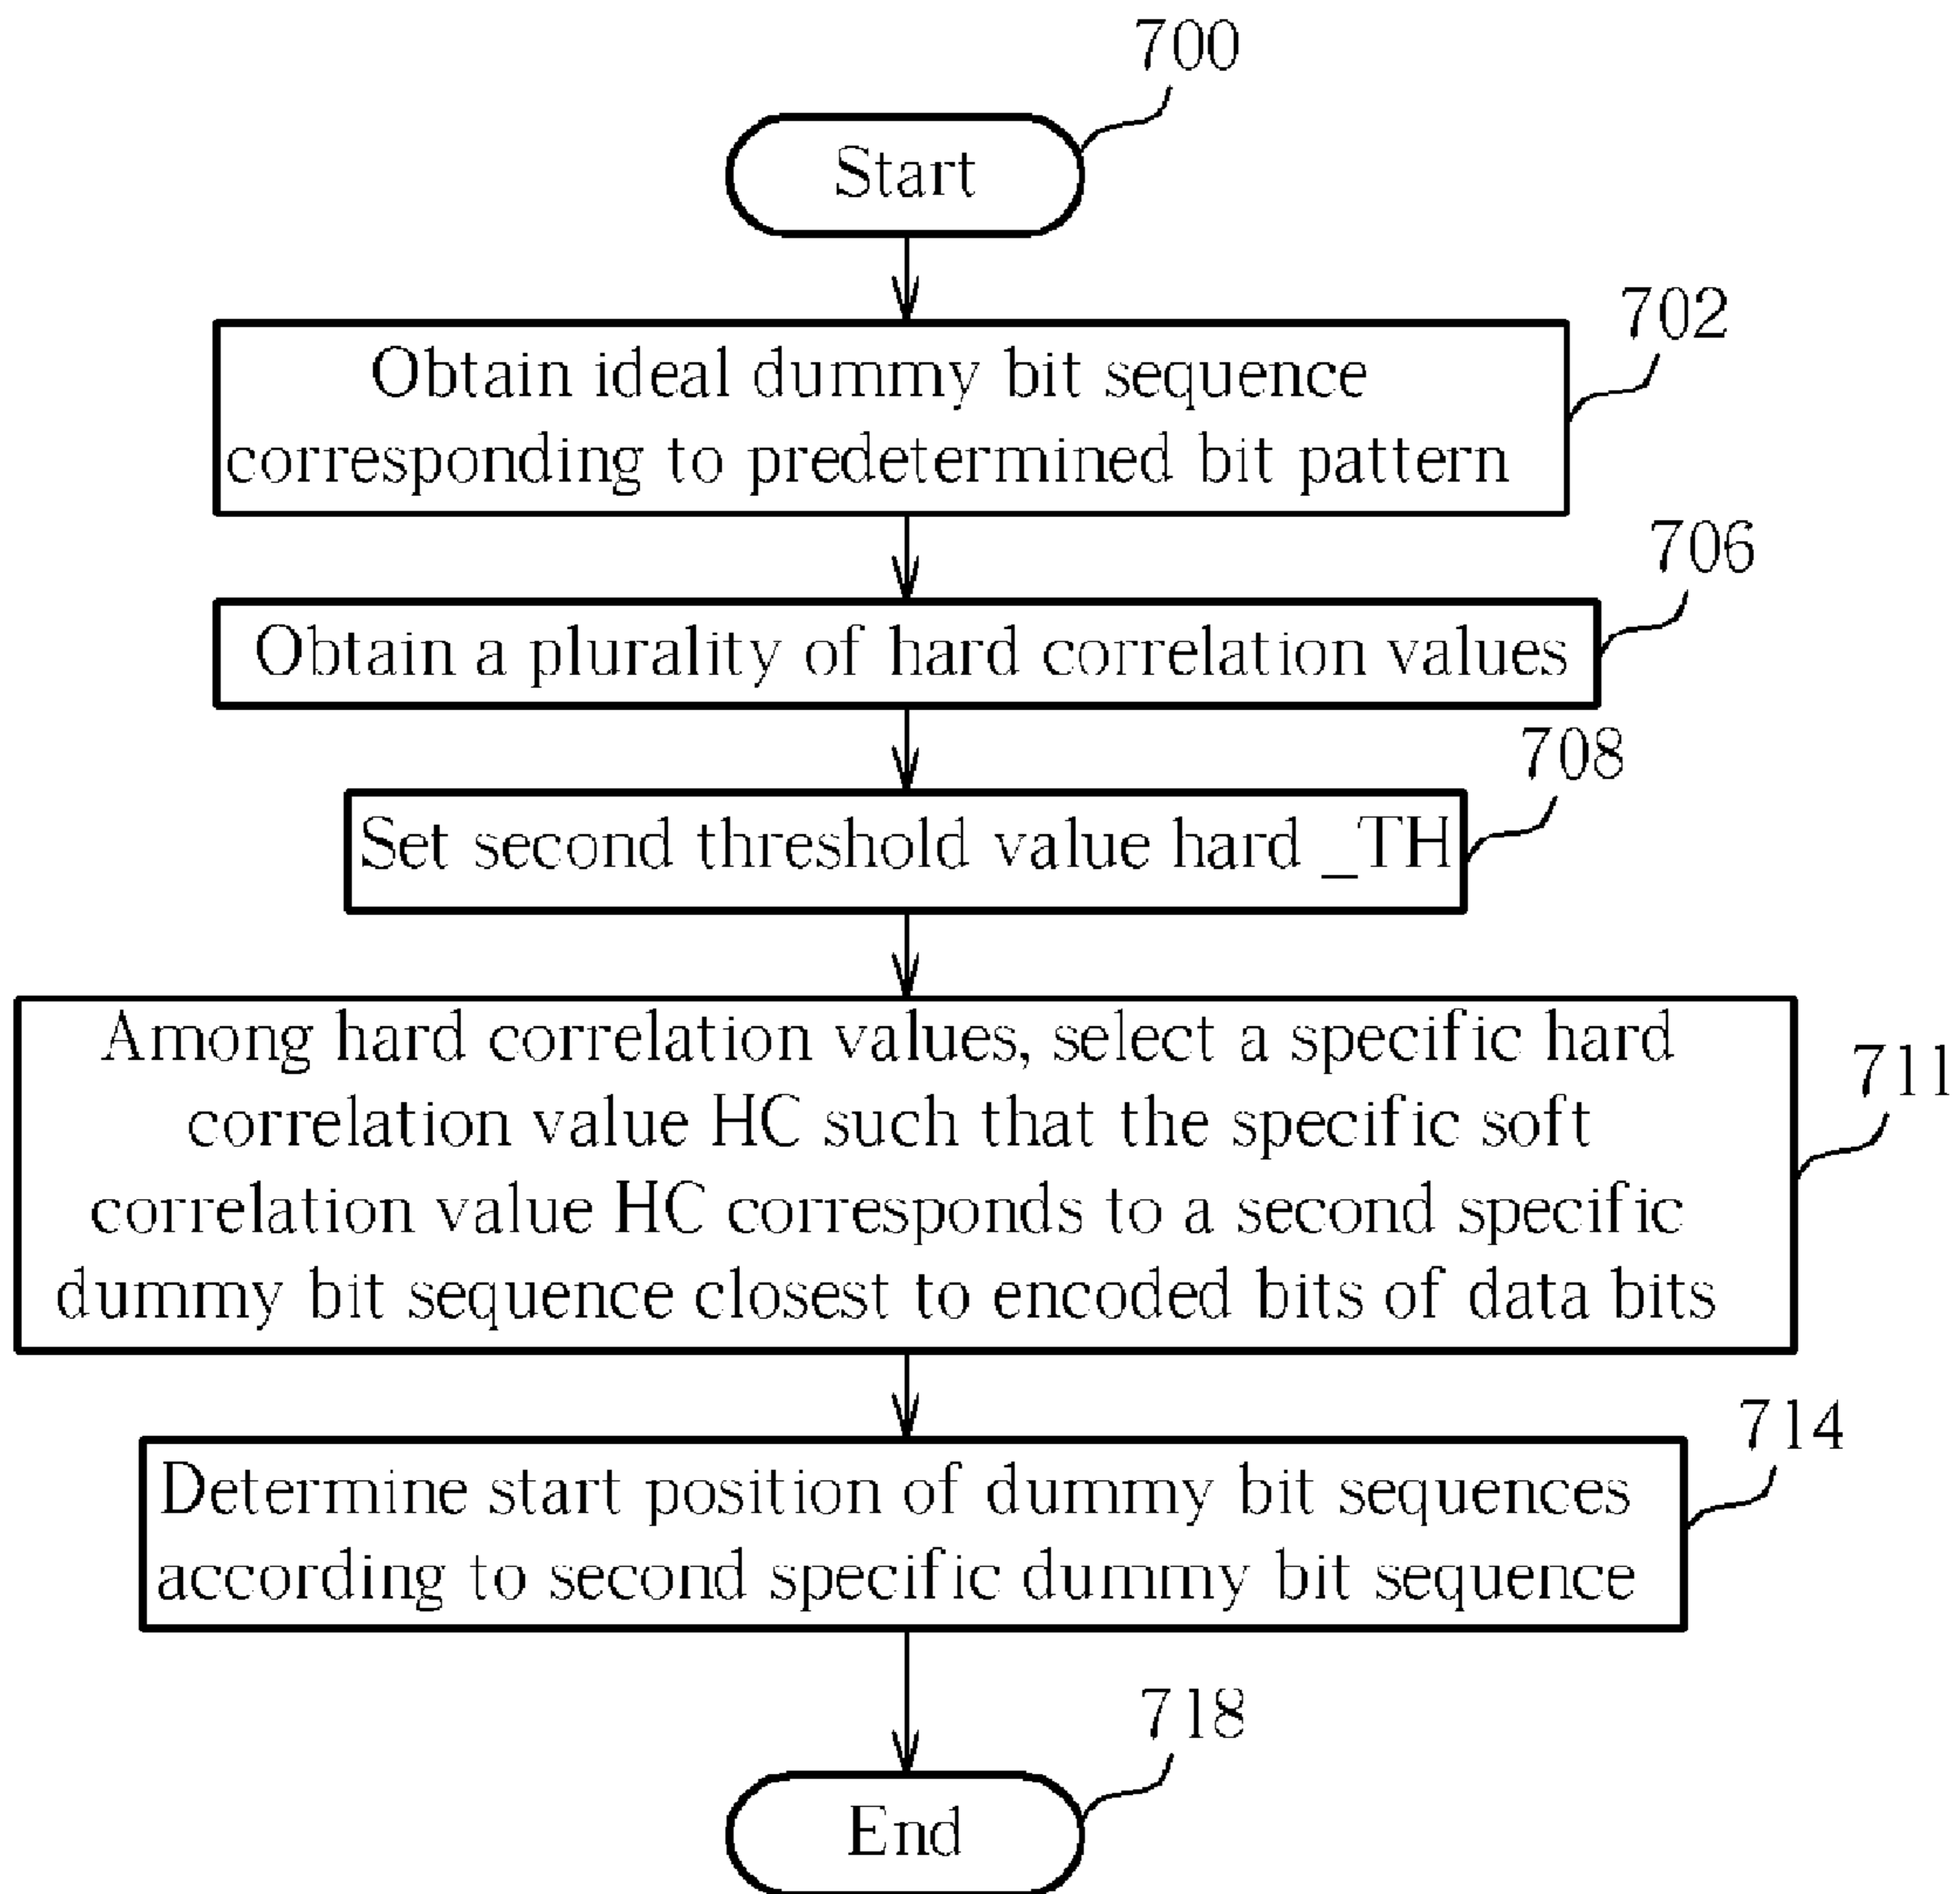 700
Start
702
Obtain ideal dummy bit sequence
corresponding to predetermined bit pattern
706
Obtain a plurality of hard correlation values
708
Set second threshold value hard _TH
Among hard correlation values, select a specific hard
711
correlation value HC such that the specific soft
correlation value HC corresponds to a second specific
dummy bit sequence closest to encoded bits of data bits
714
Determine start position of dummy bit sequences
according to second specific dummy bit sequence
718
End